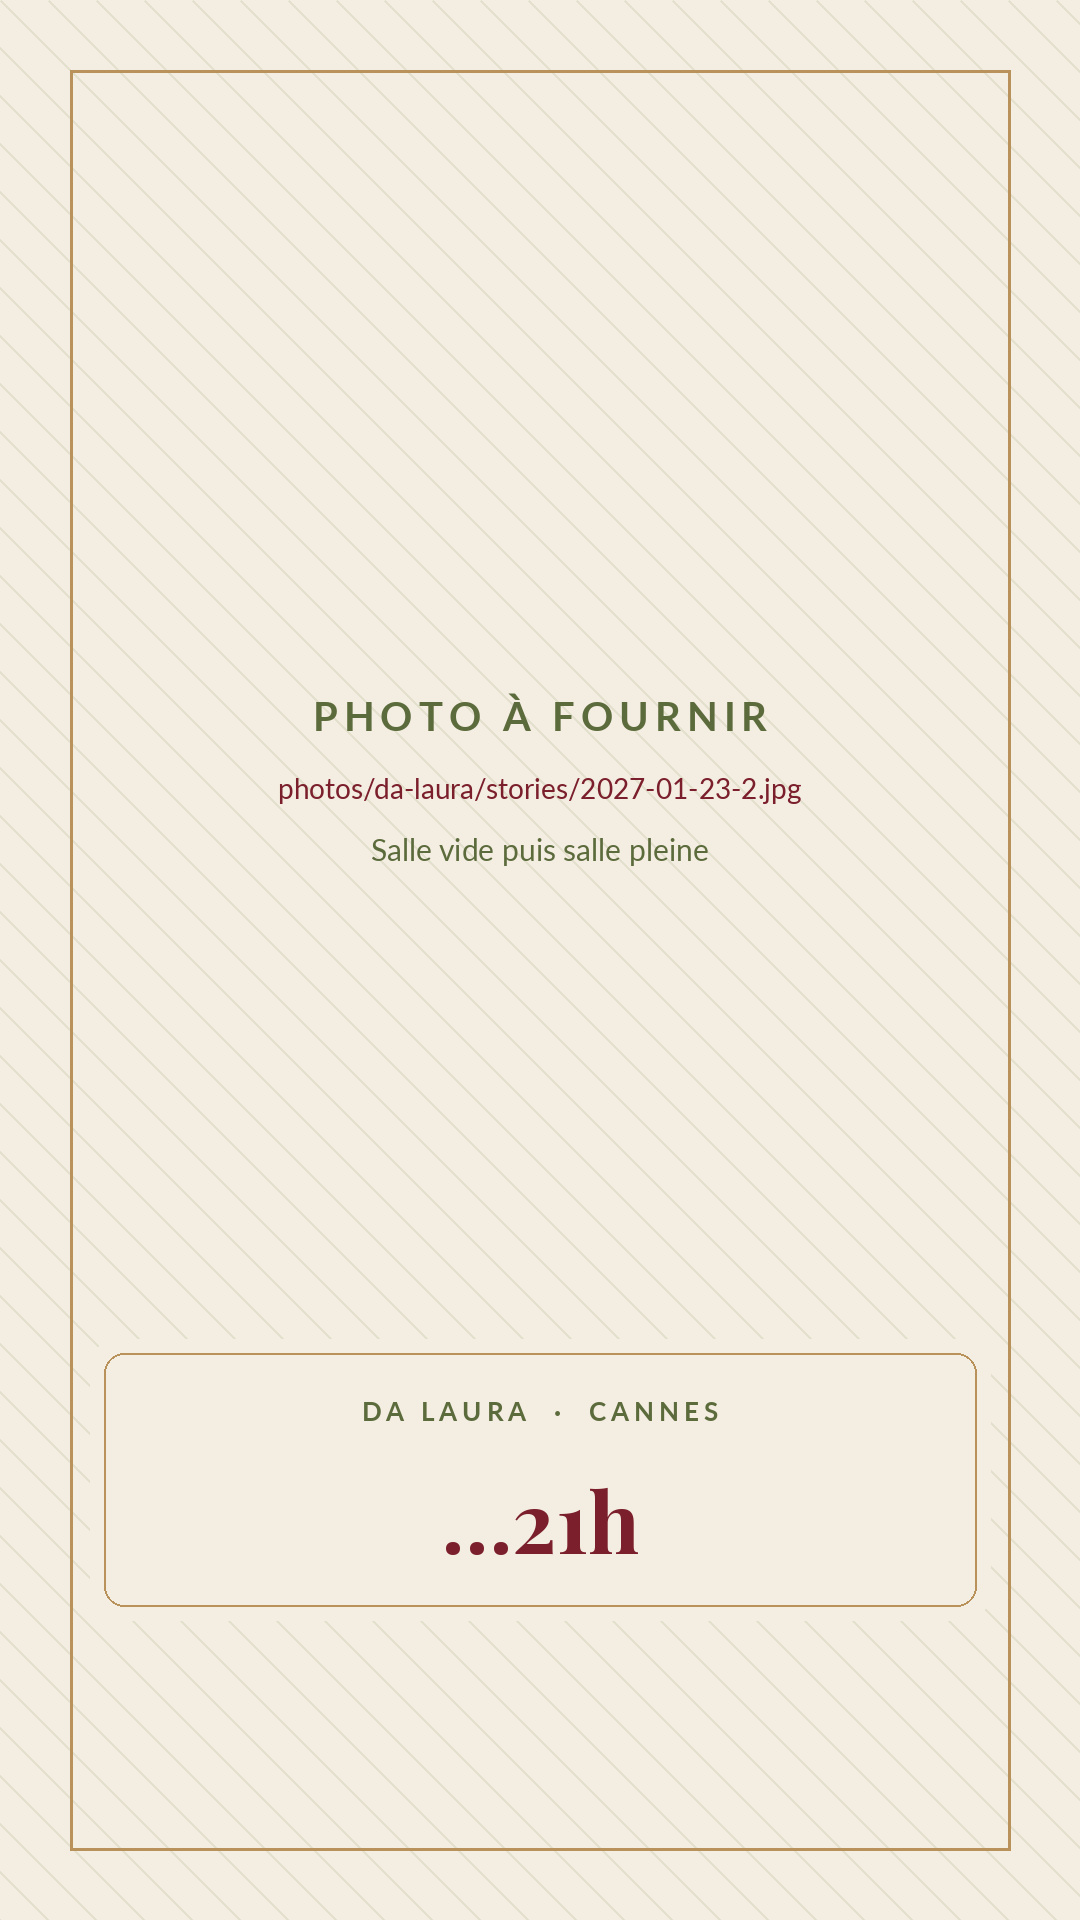 PHOTO À FOURNIR
photos/da-laura/stories/2027-01-23-2.jpg
Salle vide puis salle pleine
DA LAURA · CANNES
...21h